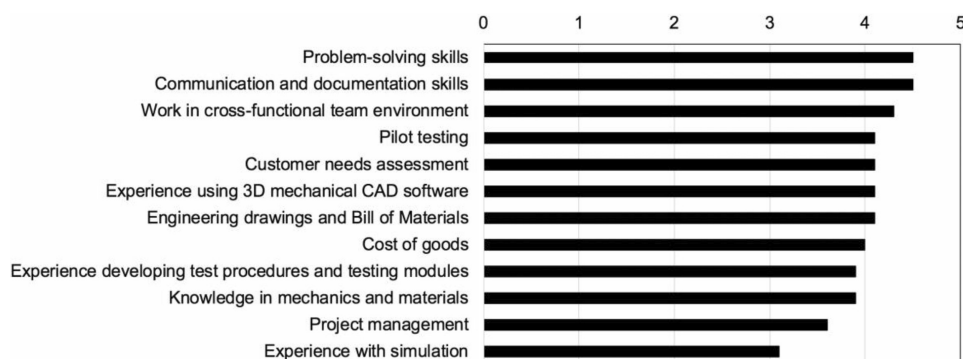 0 1 2 3 4 5
Problem-solving skills
Communication and documentation skills
Work in cross-functional team environment
Pilot testing
Customer needs assessment
Experience using 3D mechanical CAD software
Engineering drawings and Bill of Materials
Cost of goods
Experience developing test procedures and testing modules
Knowledge in mechanics and materials
Project management
Experience with simulation